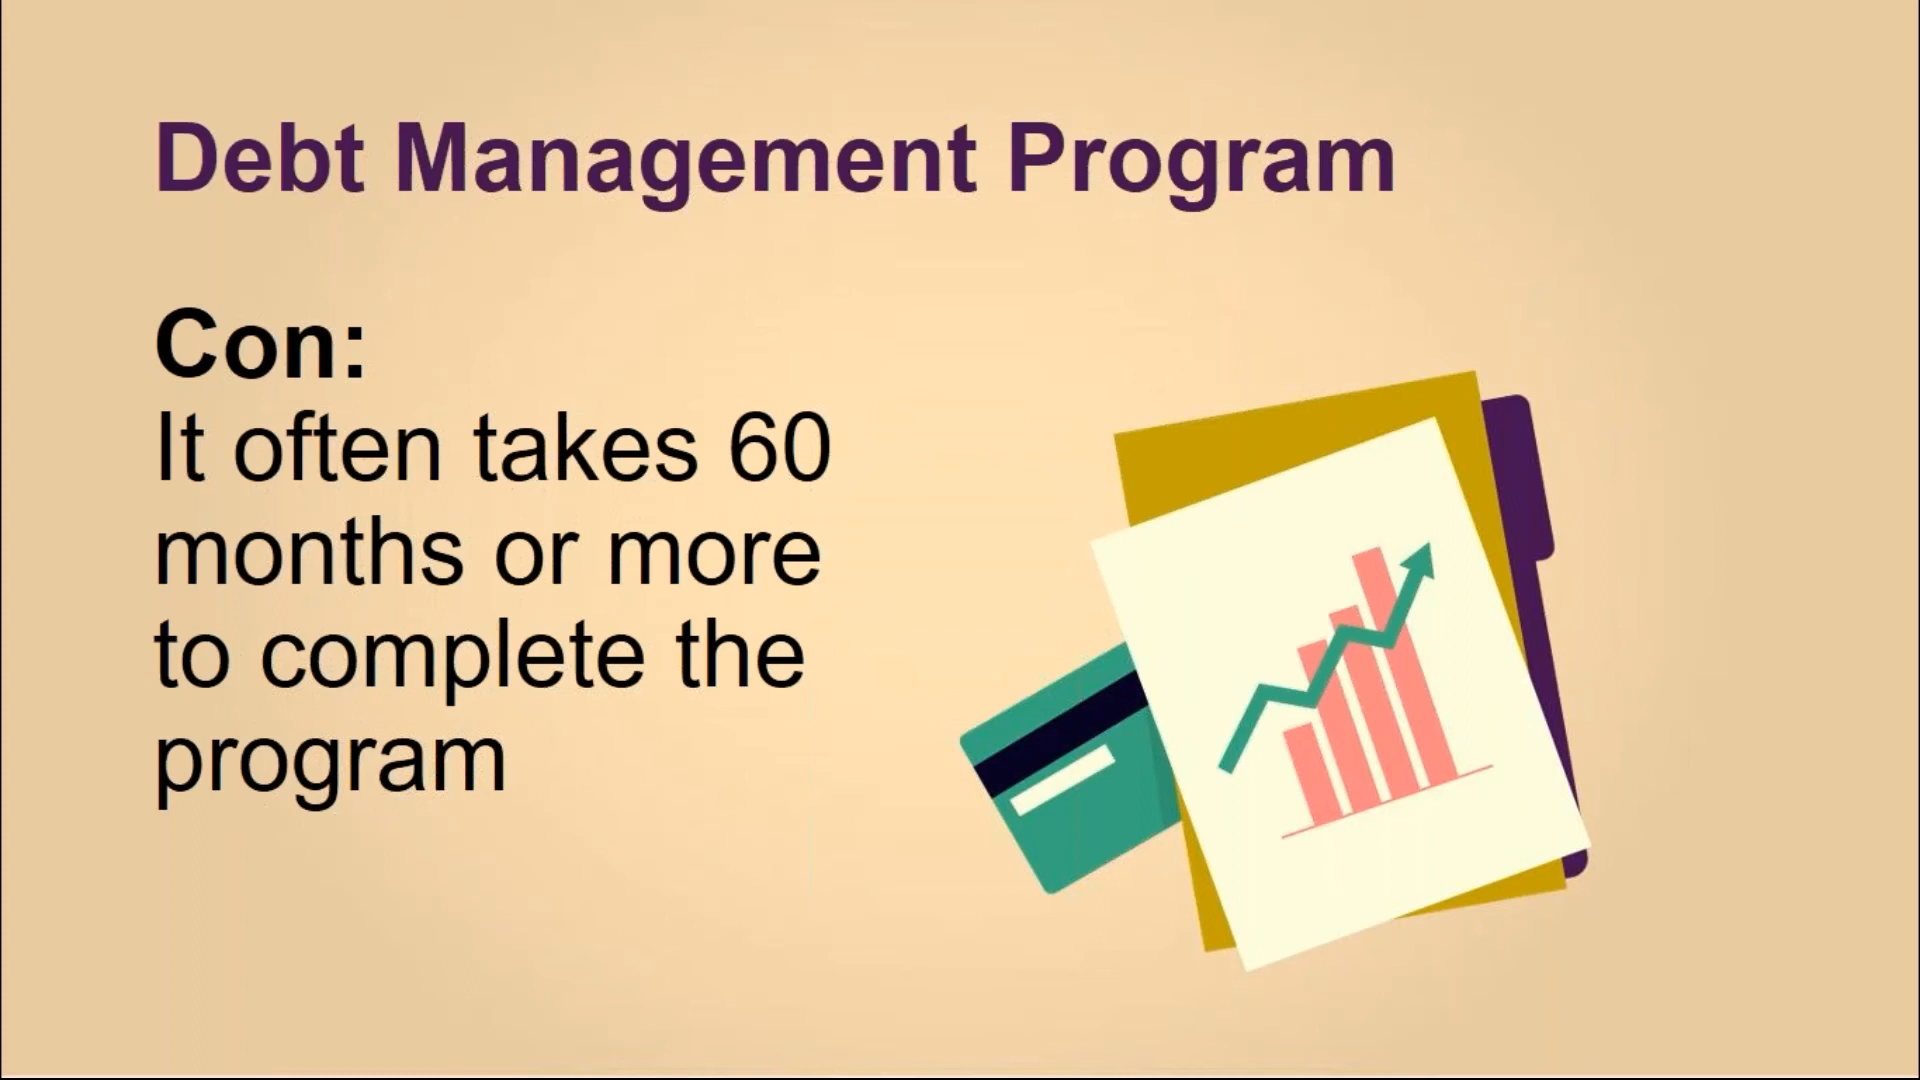 Debt Management Program
Con:
It often takes 60
months or more
to complete the
program